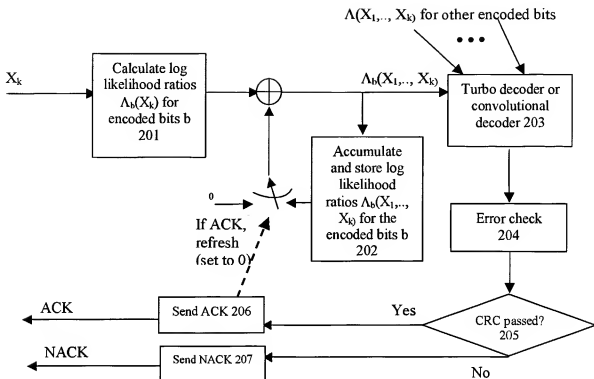 Λ(X1,.., Xk) for other encoded bits
• • •
Xk
Calculate log
likelihood ratios
Λb(Xk) for
encoded bits b
201
Λb(X1,.., Xk)
Turbo decoder or
convolutional
decoder 203
Accumulate
and store log
likelihood
ratios Λb(X1,..,
Xk) for the
encoded bits b
202
0
If ACK,
refresh
(set to 0)
Error check
204
ACK
Send ACK 206
Yes
CRC passed?
205
NACK
Send NACK 207
No